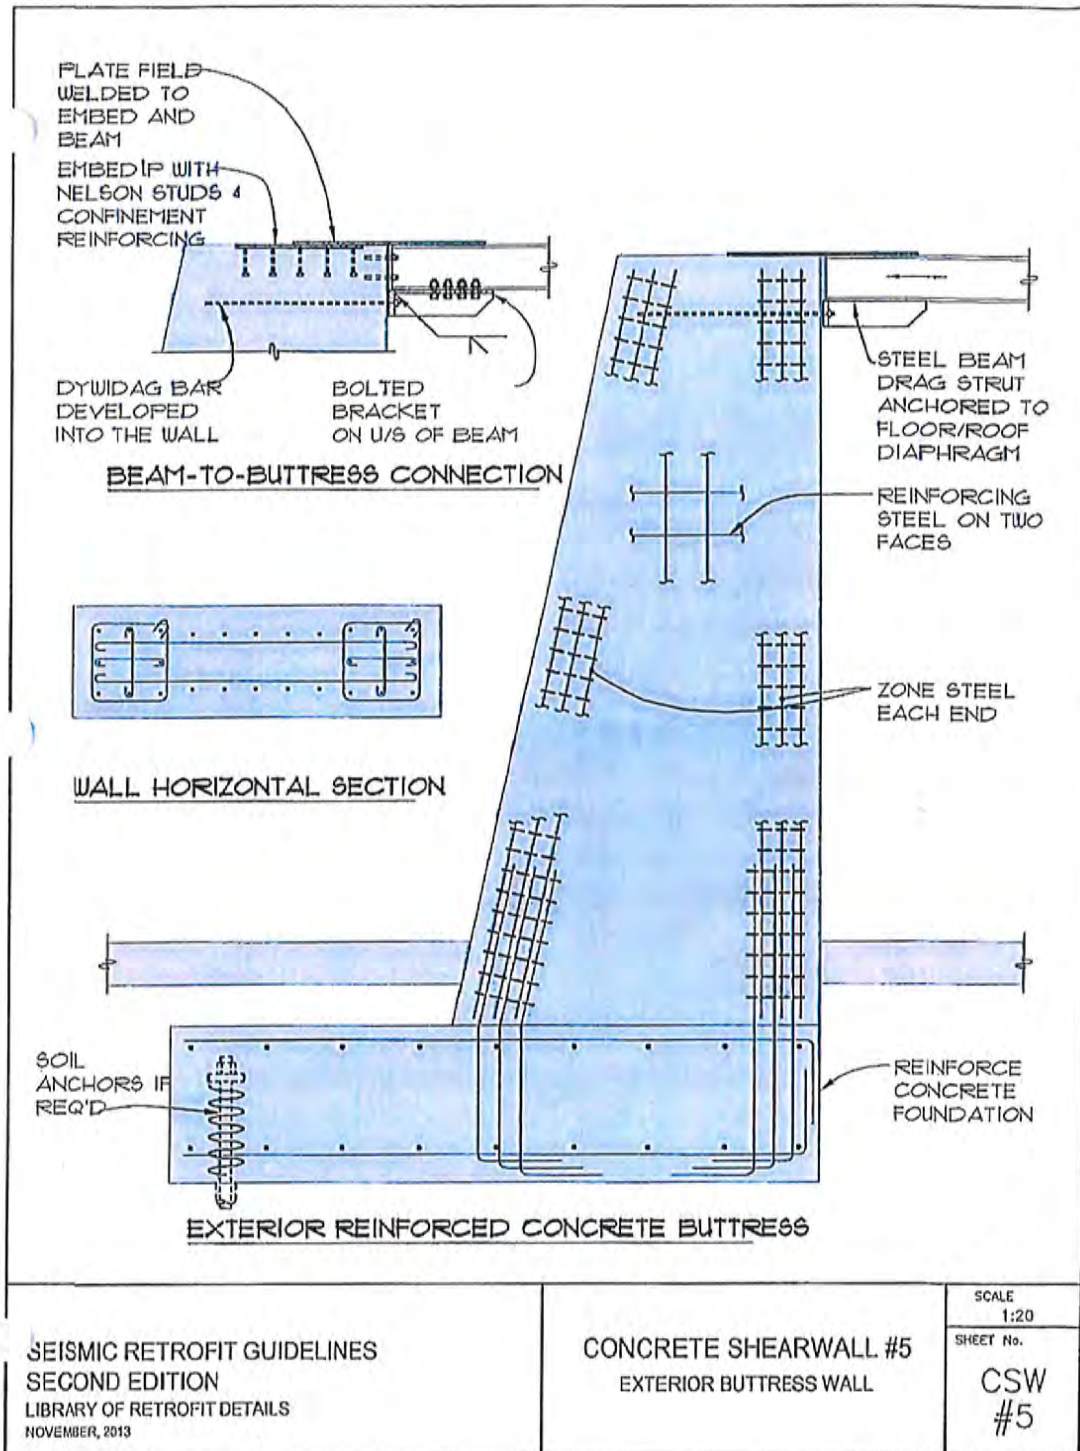 PLATE FIELD
WELDED TO
EMBED AND
BEAM
EMBED IP WITH
NELSON STUDS &
CONFINEMENT
REINFORCING
DYWIDAG BAR
DEVELOPED
INTO THE WALL
BOLTED
BRACKET
ON U/S OF BEAM
BEAM-TO-BUTTRESS CONNECTION
STEEL BEAM
DRAG STRUT
ANCHORED TO
FLOOR/ROOF
DIAPHRAGM
REINFORCING
STEEL ON TWO
FACES
WALL HORIZONTAL SECTION
ZONE STEEL
EACH END
SOIL
ANCHORS IF
REQ'D
REINFORCE
CONCRETE
FOUNDATION
EXTERIOR REINFORCED CONCRETE BUTTRESS
SEISMIC RETROFIT GUIDELINES
SECOND EDITION
LIBRARY OF RETROFIT DETAILS
NOVEMBER, 2013
CONCRETE SHEARWALL #5
EXTERIOR BUTTRESS WALL
SCALE
1:20
SHEET No.
CSW
#5